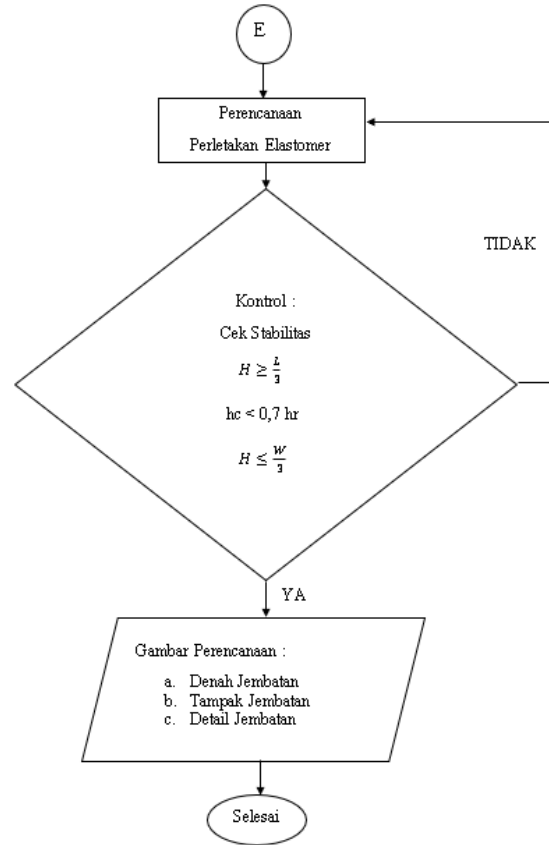 E
Perencanaan
Perletakan Elastomer
TIDAK
Kontrol :
Cek Stabilitas
H ≥ L/3
hc < 0,7 hr
H ≤ W/3
YA
Gambar Perencanaan :
a. Denah Jembatan
b. Tampak Jembatan
c. Detail Jembatan
Selesai